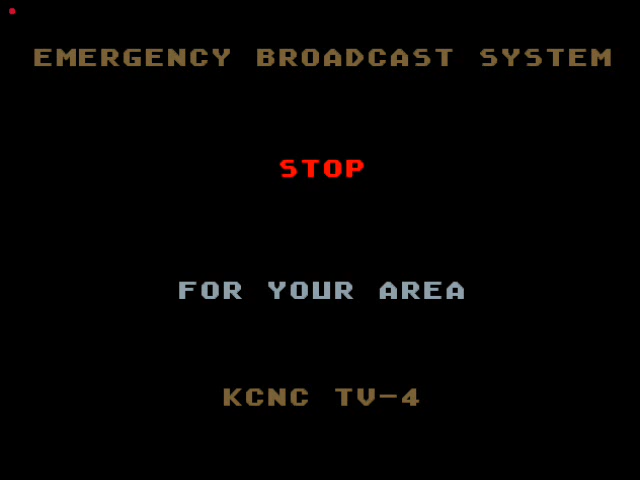 EMERGENCY BROADCAST SYSTEM
STOP
FOR YOUR AREA
KCNC TV-4